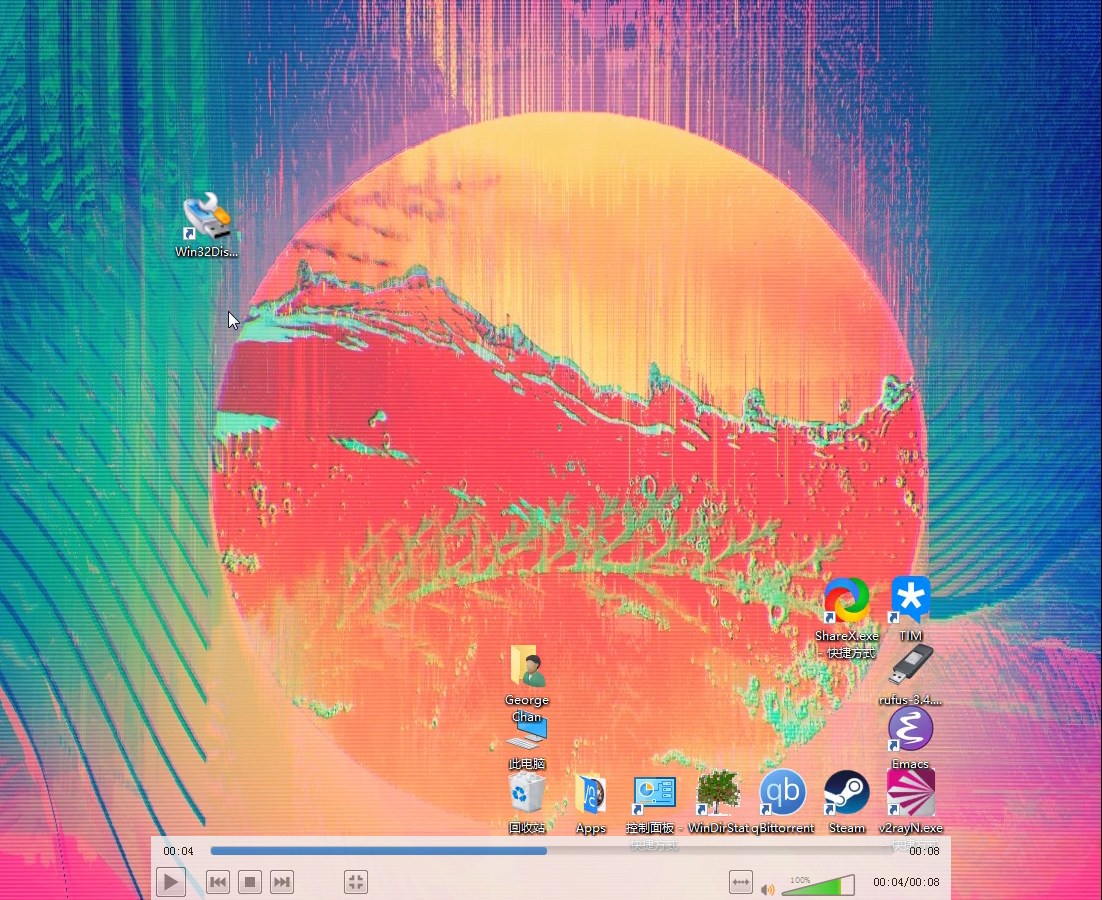 Win32Dis...
ShareX.exe
- 快捷方式
TIM
George
Chan
rufus-3.4....
此电脑
Emacs
回收站
Apps
控制面板 -
快捷方式
WinDirStat
qBittorrent
Steam
v2rayN.exe
快捷方式
00:04
00:08
100%
00:04/00:08